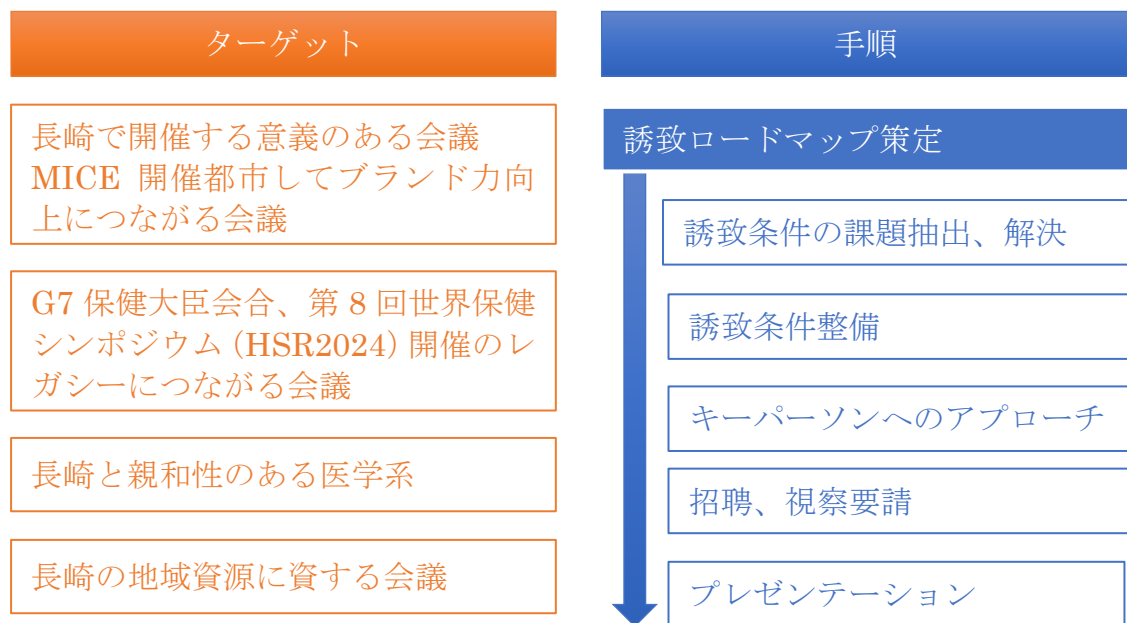 ターゲット
長崎で開催する意義のある会議
MICE 開催都市してブランド力向
上につながる会議
G7 保健大臣会合、第 8 回世界保健
シンポジウム (HSR2024) 開催のレ
ガシーにつながる会議
長崎と親和性のある医学系
長崎の地域資源に資する会議
手順
誘致ロードマップ策定
誘致条件の課題抽出、解決
誘致条件整備
キーパーソンへのアプローチ
招聘、視察要請
プレゼンテーション